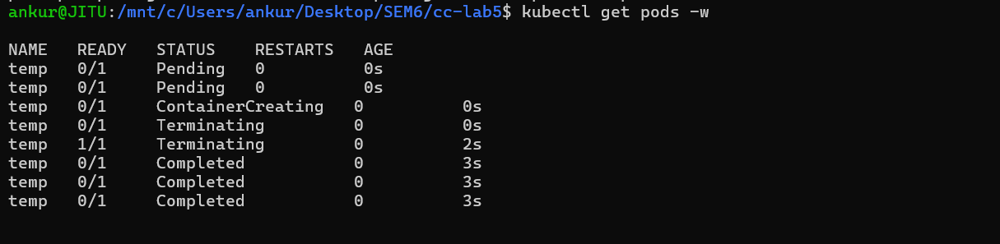 ankur@JITU:/mnt/c/Users/ankur/Desktop/SEM6/cc-lab5$ kubectl get pods -w
NAME   READY   STATUS    RESTARTS   AGE
temp   0/1     Pending   0          0s
temp   0/1     Pending   0          0s
temp   0/1     ContainerCreating   0          0s
temp   0/1     Terminating         0          0s
temp   1/1     Terminating         0          2s
temp   0/1     Completed           0          3s
temp   0/1     Completed           0          3s
temp   0/1     Completed           0          3s